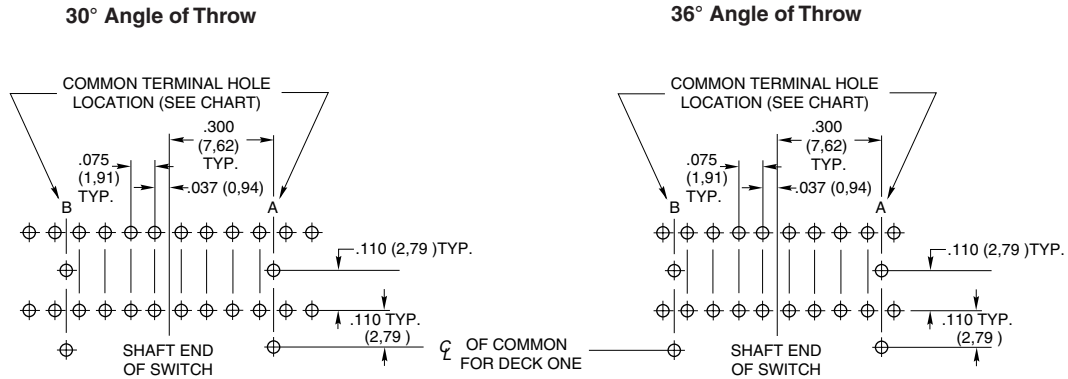 30° Angle of Throw
COMMON TERMINAL HOLE
LOCATION (SEE CHART)
.300
(7,62)
TYP.
.075
(1,91)
TYP.
.037 (0,94)
B
A
.110 (2,79 )TYP.
.110 TYP.
(2,79 )
SHAFT END
OF SWITCH
℄ OF COMMON
FOR DECK ONE
36° Angle of Throw
COMMON TERMINAL HOLE
LOCATION (SEE CHART)
.300
(7,62)
TYP.
.075
(1,91)
TYP.
.037 (0,94)
B
A
.110 (2,79 )TYP.
.110 TYP.
(2,79 )
SHAFT END
OF SWITCH